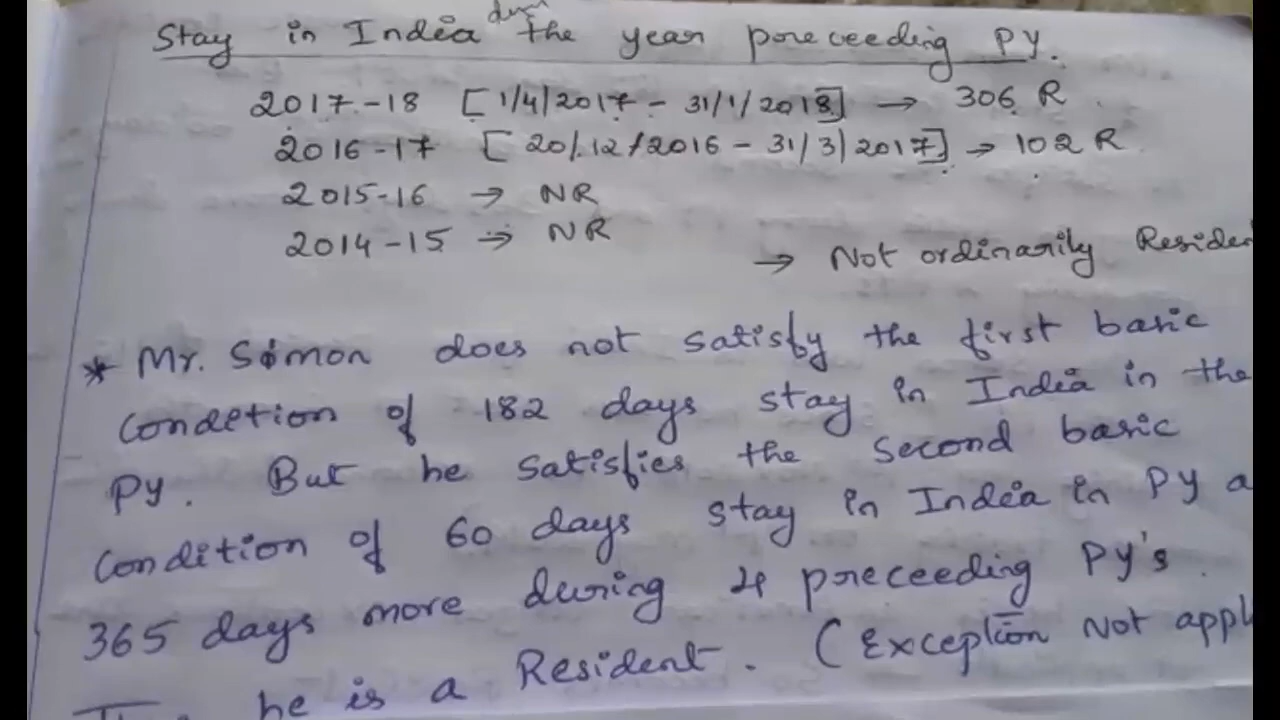 Stay in India the year preceeding PY.
2017-18 [1/4/2017 - 31/1/2018] → 306 R
2016-17 [20/12/2016 - 31/3/2017] → 102 R
2015-16 → NR
2014-15 → NR
→ Not ordinarily Residen
* Mr. Simon does not satisfy the first basic
condition of 182 days stay in India in the
PY. But he satisfies the second basic
condition of 60 days stay in India in PY a
365 days more during 4 preceeding PY's.
he is a Resident. (Exception Not appl